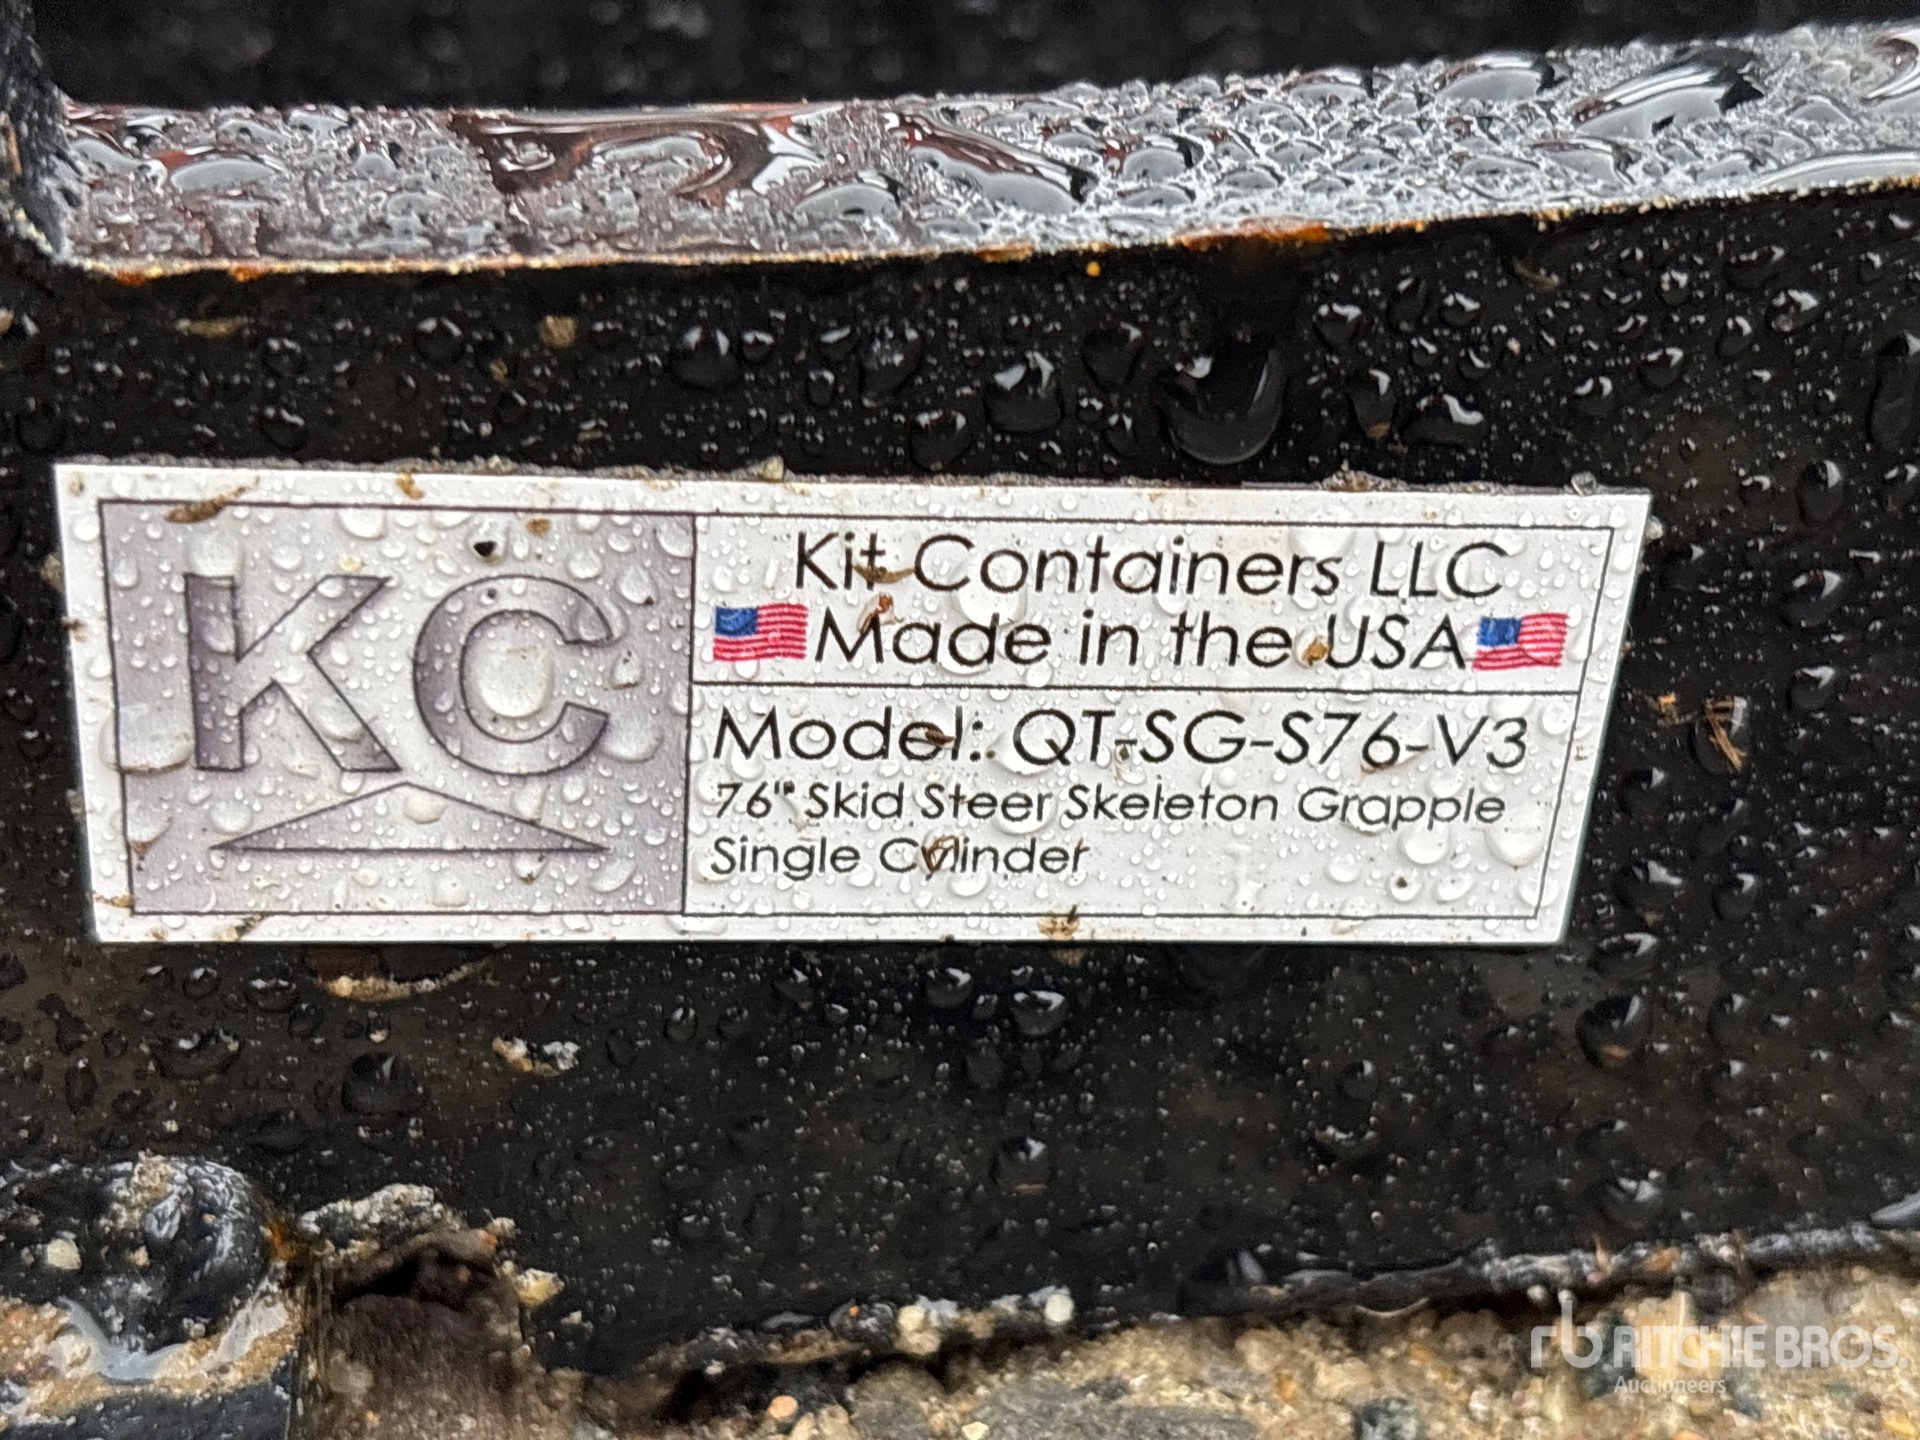 KC
Kit Containers LLC
Made in the USA
Model: QT-SG-S76-V3
76" Skid Steer Skeleton Grapple
Single Cylinder
rb RITCHIE BROS.
Auctioneers